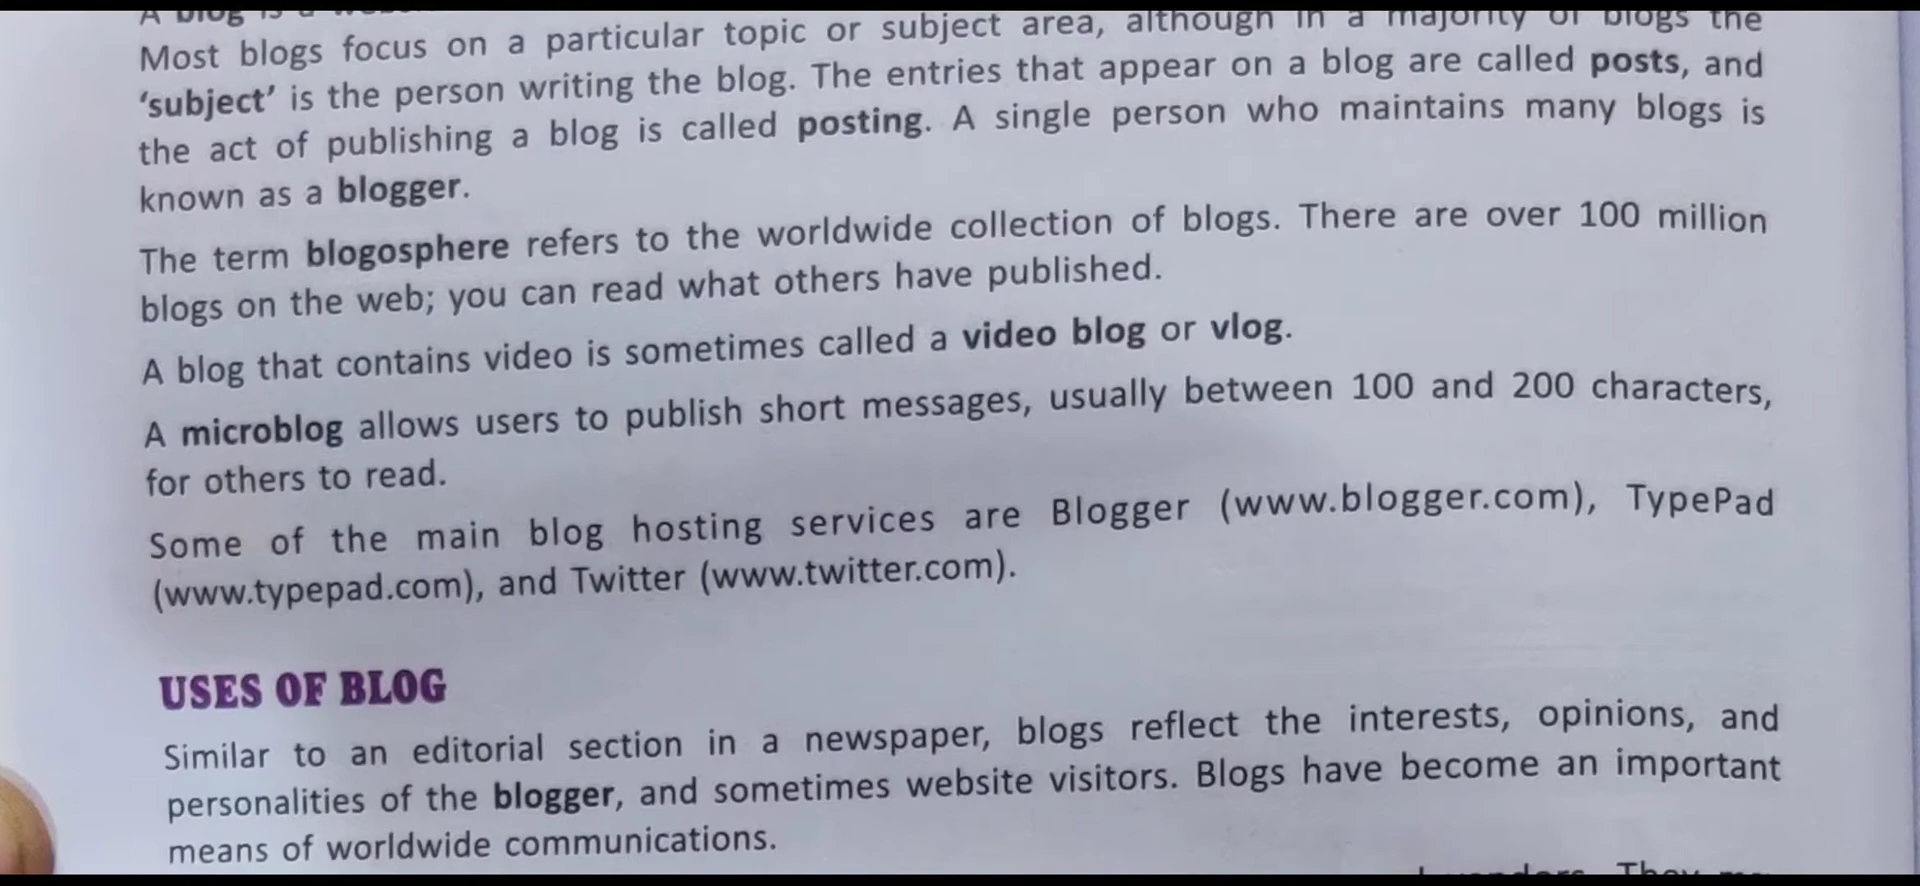 A blog is a
Most blogs focus on a particular topic or subject area, although in a majority of blogs the
‘subject’ is the person writing the blog. The entries that appear on a blog are called posts, and
the act of publishing a blog is called posting. A single person who maintains many blogs is
known as a blogger.
The term blogosphere refers to the worldwide collection of blogs. There are over 100 million
blogs on the web; you can read what others have published.
A blog that contains video is sometimes called a video blog or vlog.
A microblog allows users to publish short messages, usually between 100 and 200 characters,
for others to read.
Some of the main blog hosting services are Blogger (www.blogger.com), TypePad
(www.typepad.com), and Twitter (www.twitter.com).
USES OF BLOG
Similar to an editorial section in a newspaper, blogs reflect the interests, opinions, and
personalities of the blogger, and sometimes website visitors. Blogs have become an important
means of worldwide communications.
They